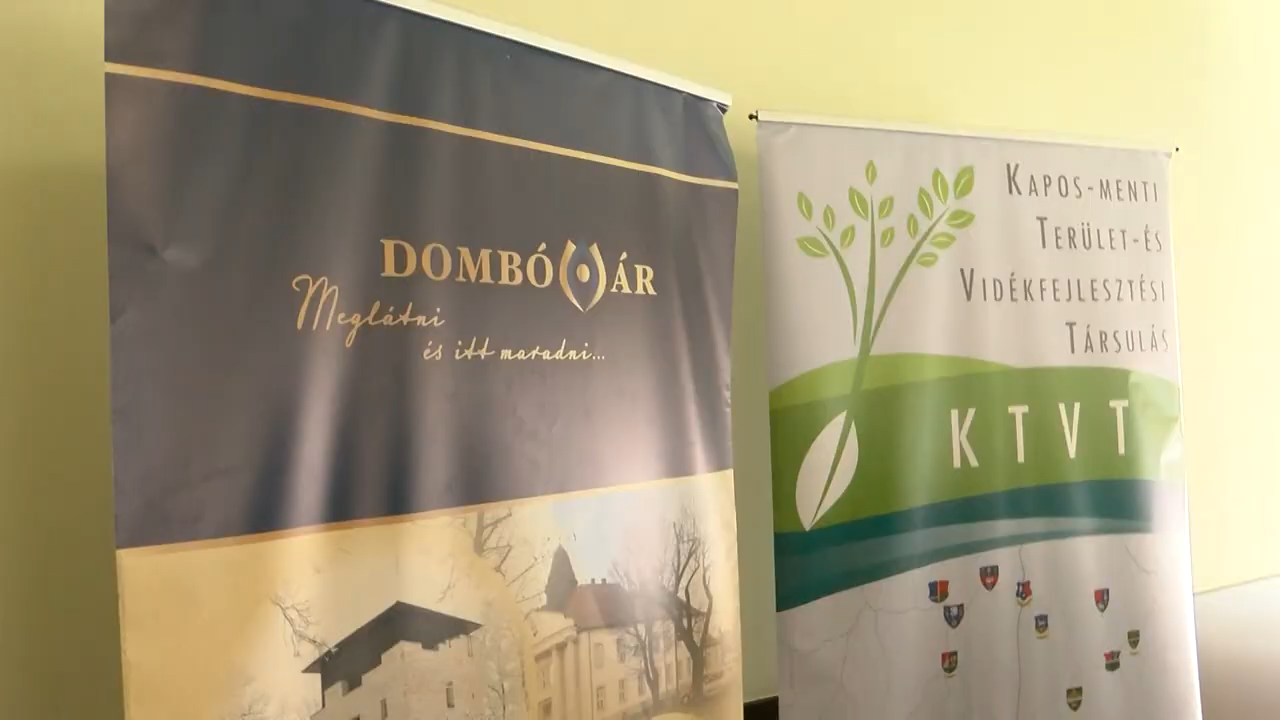 DOMBÓVÁR
Meglátni
és itt maradni...
KAPOS-MENTI
TERÜLET-ÉS
VIDÉKFEJLESZTÉSI
TÁRSULÁS
KTVT